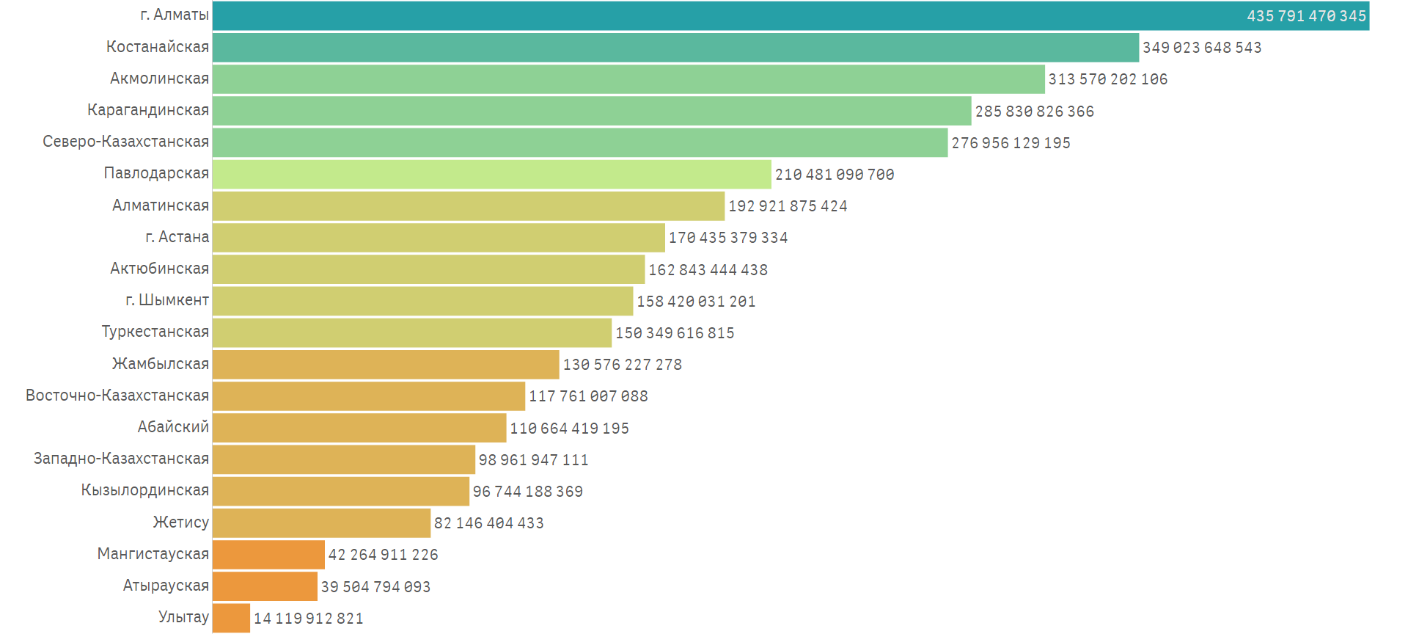 г. Алматы 435 791 470 345
Костанайская 349 023 648 543
Акмолинская 313 570 202 106
Карагандинская 285 830 826 366
Северо-Казахстанская 276 956 129 195
Павлодарская 210 481 090 700
Алматинская 192 921 875 424
г. Астана 170 435 379 334
Актюбинская 162 843 444 438
г. Шымкент 158 420 031 201
Туркестанская 150 349 616 815
Жамбылская 130 576 227 278
Восточно-Казахстанская 117 761 007 088
Абайский 110 664 419 195
Западно-Казахстанская 98 961 947 111
Кызылординская 96 744 188 369
Жетису 82 146 404 433
Мангистауская 42 264 911 226
Атырауская 39 504 794 093
Улытау 14 119 912 821